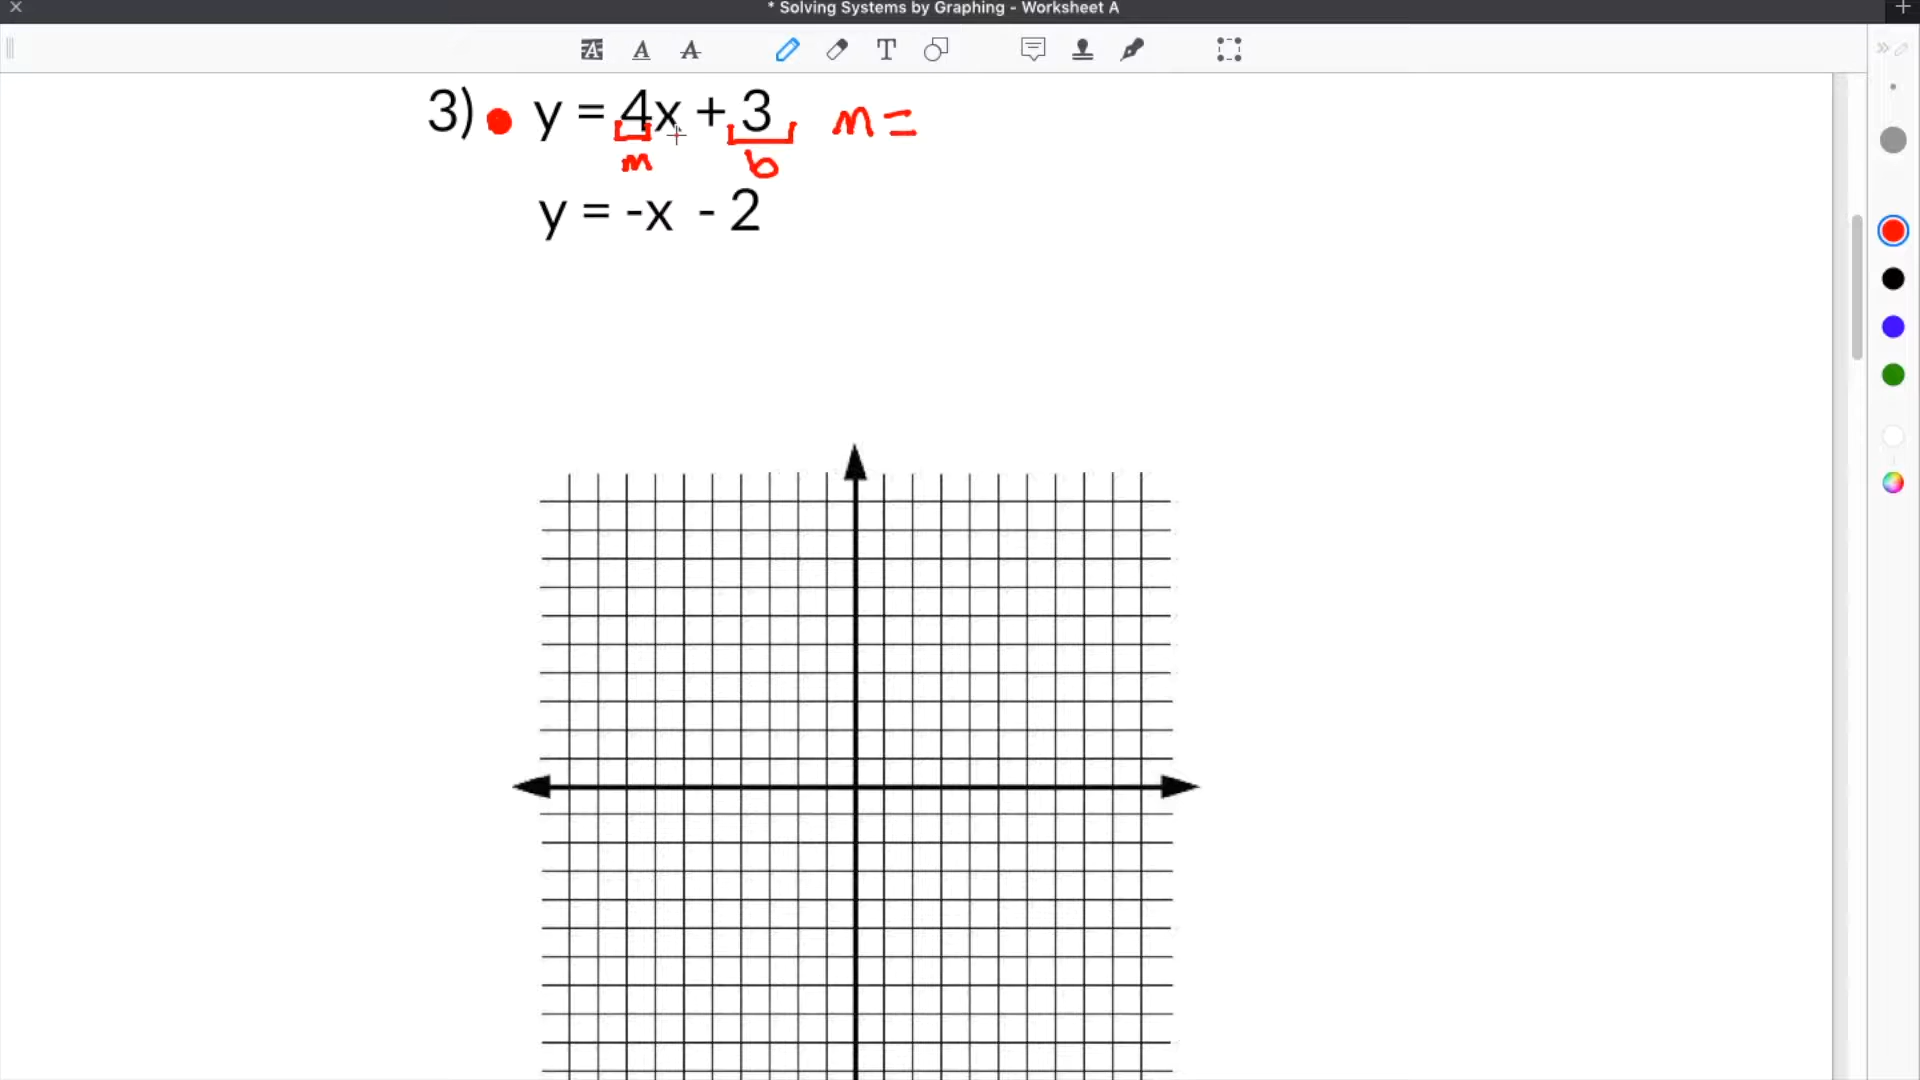 * Solving Systems by Graphing - Worksheet A
A A A T
3) y = 4x + 3 m =
m b
y = -x - 2